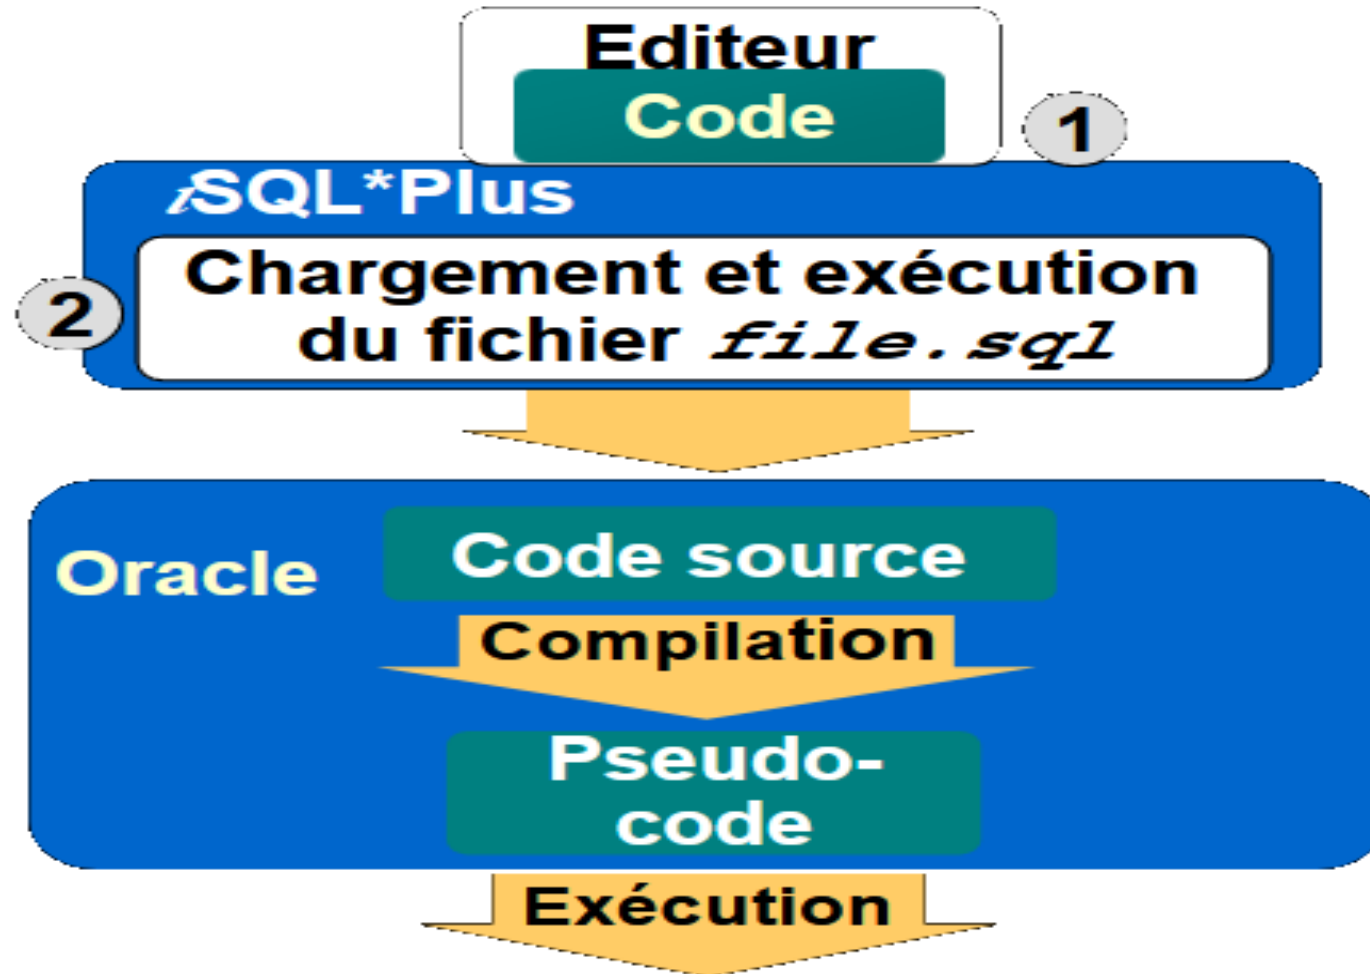 Editeur
Code
1
iSQL*Plus
Chargement et exécution
2
du fichier file.sql
Oracle
Code source
Compilation
Pseudo-
code
Exécution